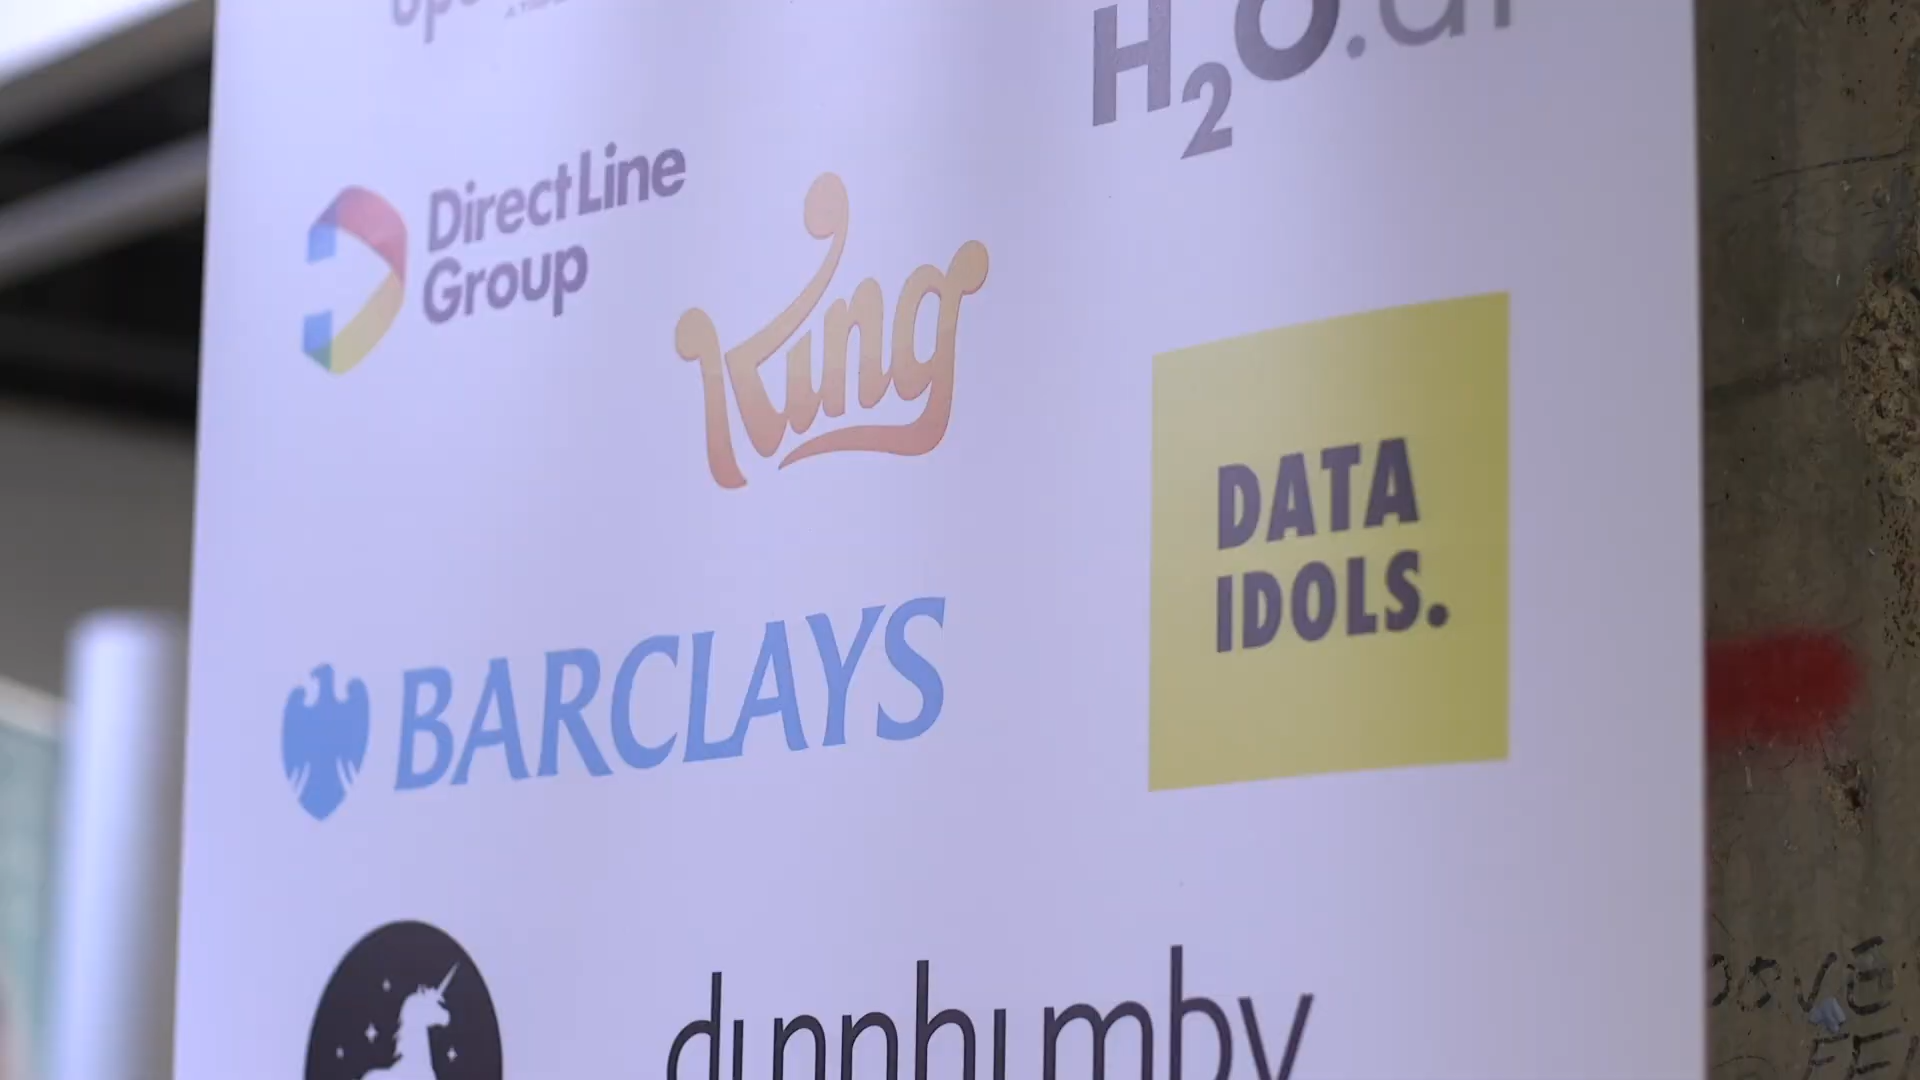 H2O.ai
Direct Line
Group
King
DATA
IDOLS.
BARCLAYS
dunnhumby